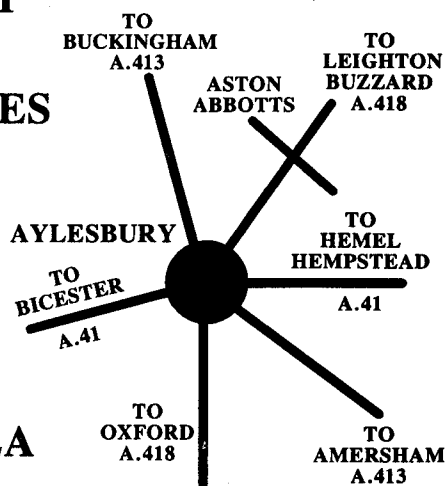 TO
BUCKINGHAM
A.413
TO
LEIGHTON
BUZZARD
A.418
ASTON
ABBOTTS
ES
AYLESBURY
TO
HEMEL
HEMPSTEAD
A.41
TO
BICESTER
A.41
TO
OXFORD
A.418
TO
AMERSHAM
A.413